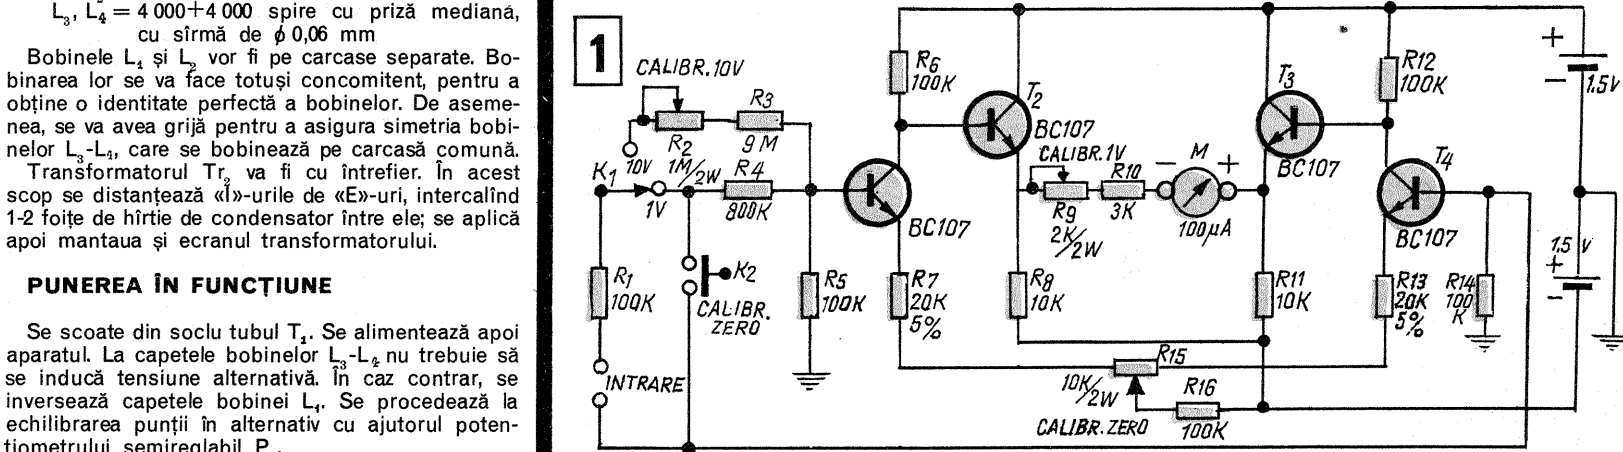 L₃, L₄ = 4 000+4 000 spire cu priză mediană,
cu sîrmă de ϕ 0,06 mm
Bobinele L₁ și L₂ vor fi pe carcase separate. Bo-
binarea lor se va face totuși concomitent, pentru a
obține o identitate perfectă a bobinelor. De aseme-
nea, se va avea grijă pentru a asigura simetria bobi-
nelor L₃-L₄, care se bobinează pe carcasă comună.
Transformatorul Tr₂ va fi cu întrefier. În acest
scop se distanțează «I»-urile de «E»-uri, intercalînd
1-2 foițe de hîrtie de condensator între ele; se aplică
apoi mantaua și ecranul transformatorului.
PUNEREA ÎN FUNCȚIUNE
Se scoate din soclu tubul T₁. Se alimentează apoi
aparatul. La capetele bobinelor L₃-L₄ nu trebuie să
se inducă tensiune alternativă. În caz contrar, se
inversează capetele bobinei L₁. Se procedează la
echilibrarea punții în alternativ cu ajutorul poten-
țiometrului semireglabil P
1
CALIBR.10V
R2
1M/2W
R3
9M
10V
K1
1V
R4
800K
R1
100K
INTRARE
K2
CALIBR.
ZERO
R5
100K
R6
100K
BC107
R7
20K
5%
T2
BC107
CALIBR.1V
R9
2K/2W
R10
3K
R8
10K
− M +
100µA
T3
BC107
R11
10K
R12
100K
T4
BC107
R13
20K
5%
R14
100
K
R15
10K/2W
CALIBR.ZERO
R16
100K
+
−
1,5V
1,5 V
+
−